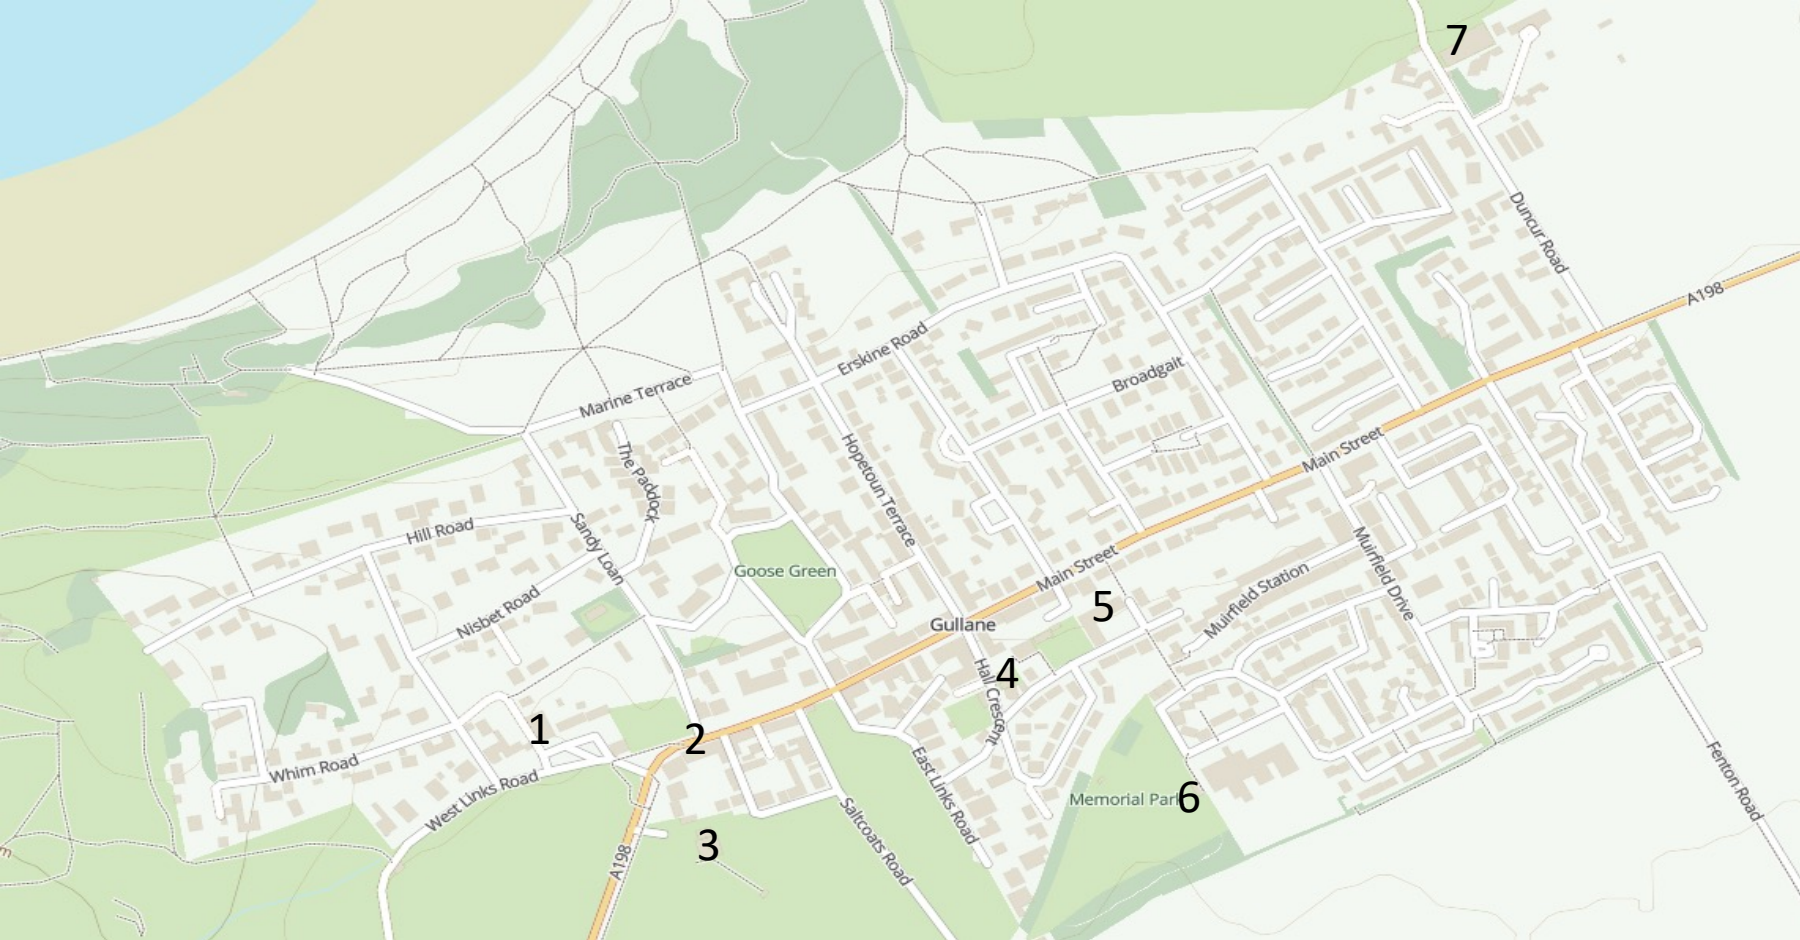 7
Duncur Road
A198
Erskine Road
Marine Terrace
Broadgait
The Paddock
Hopetoun Terrace
Main Street
Hill Road
Sandy Loan
Goose Green
Main Street
Muirfield Station
Muirfield Drive
Nisbet Road
5
Gullane
4
Hall Crescent
1
2
Whim Road
West Links Road
East Links Road
Memorial Park
6
Fenton Road
3
Saltcoats Road
A198